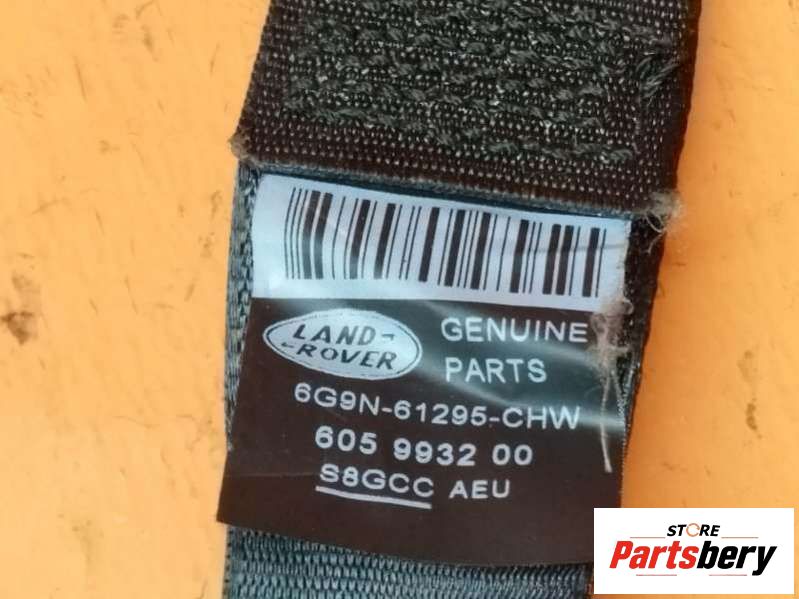 LAND-
ROVER
GENUINE
PARTS
6G9N-61295-CHW
605 9932 00
S8GCC AEU
STORE
Partsbery